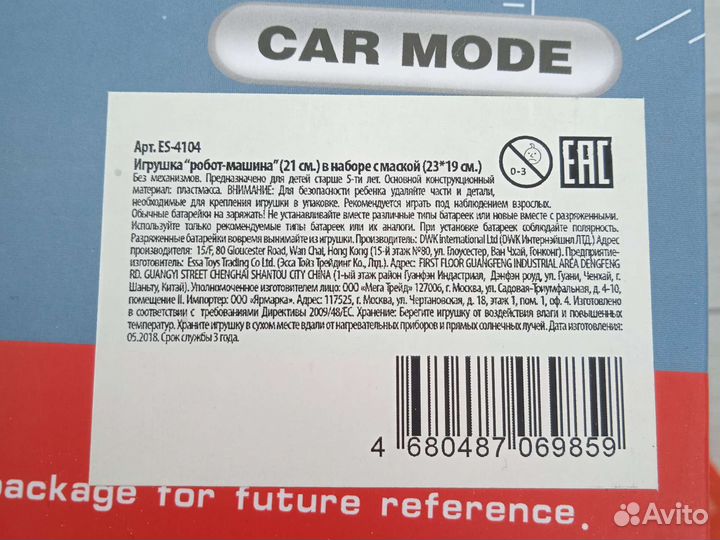 CAR MODE
Арт. ES-4104
Игрушка "робот-машина" (21 см.) в наборе с маской (23*19 см.)
Без механизмов. Предназначено для детей старше 5-ти лет. Основной конструкционный
материал: пластмасса. ВНИМАНИЕ: Для безопасности ребенка удаляйте части и детали,
необходимые для крепления игрушки в упаковке. Рекомендуется играть под наблюдением взрослых.
Обычные батарейки на заряжать! Не устанавливайте вместе различные типы батареек или новые вместе с разряженными.
Используйте только рекомендуемые типы батареек или их аналоги. При установке батареек соблюдайте полярность.
Разряженные батарейки вовремя вынимайте из игрушки. Производитель: DWK International Ltd (DWK Интернэйшнл ЛТД.) Адрес
производителя: 15/F, 80 Gloucester Road, Wan Chai, Hong Kong (15-й этаж №80, ул. Глоусестер, Ван Чхай, Гонконг). Предприятие-
изготовитель: Essa Toys Trading Co Ltd. (Эсса Тойз Трейдинг Ко., Лтд.). Адрес: FIRST FLOOR GUANGFENG INDUSTRIAL AREA DENGFENG
RD. GUANGYI STREET CHENGHAI SHANTOU CITY CHINA (1-ый этаж район Гуанфэн Индастриал, Дэнфэн роуд, ул. Гуани, Ченхай, г.
Шаньту, Китай). Уполномоченное изготовителем лицо: ООО «Мега Трейд» 127006, г. Москва, ул. Садовая-Триумфальная, д. 4-10,
помещение II. Импортер: ООО «Ярмарка». Адрес: 117525, г. Москва, ул. Чертановская, д. 18, этаж 1, пом. 1, оф. 4. Изготовлено
в соответствии с требованиями Директивы 2009/48/EC. Хранение: Берегите игрушку от воздействия влаги и повышенных
температур. Храните игрушку в сухом месте вдали от нагревательных приборов и прямых солнечных лучей. Дата изготовления:
05.2018. Срок службы 3 года.
0-3
EAC
4 680487 069859
package for future reference.
Avito